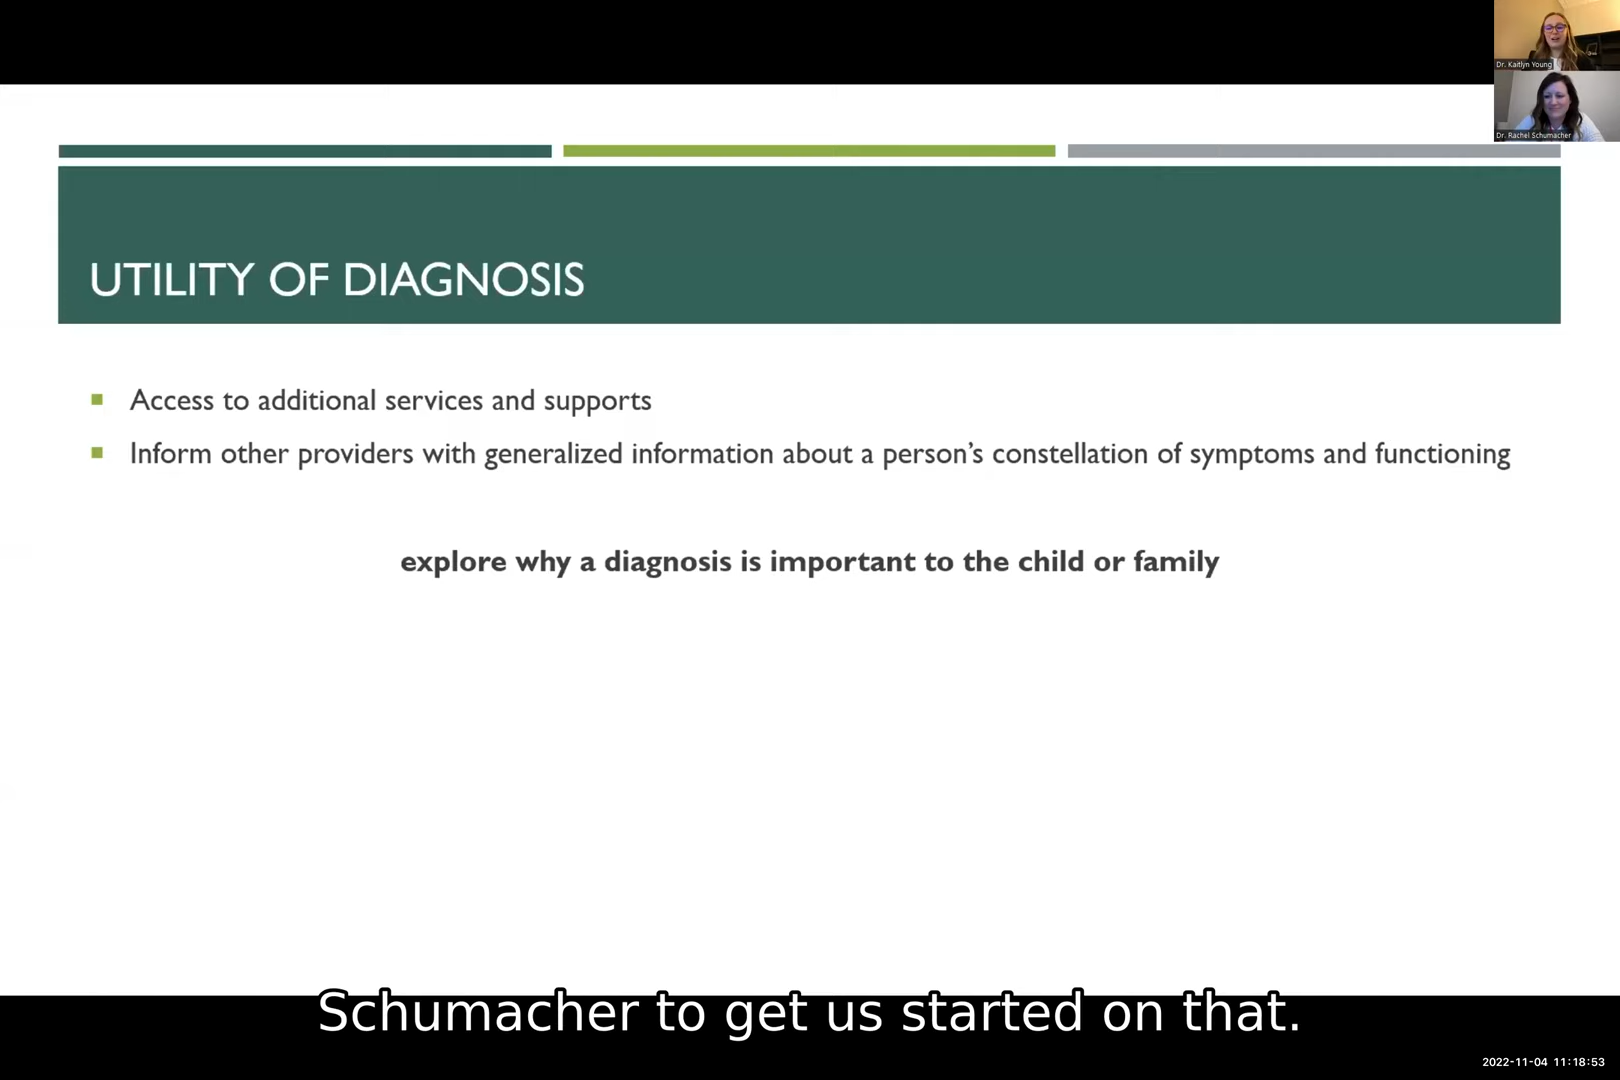 Dr. Kaitlyn Young
Dr. Rachel Schumacher
UTILITY OF DIAGNOSIS
Access to additional services and supports
Inform other providers with generalized information about a person’s constellation of symptoms and functioning
explore why a diagnosis is important to the child or family
Schumacher to get us started on that.
2022-11-04 11:18:53